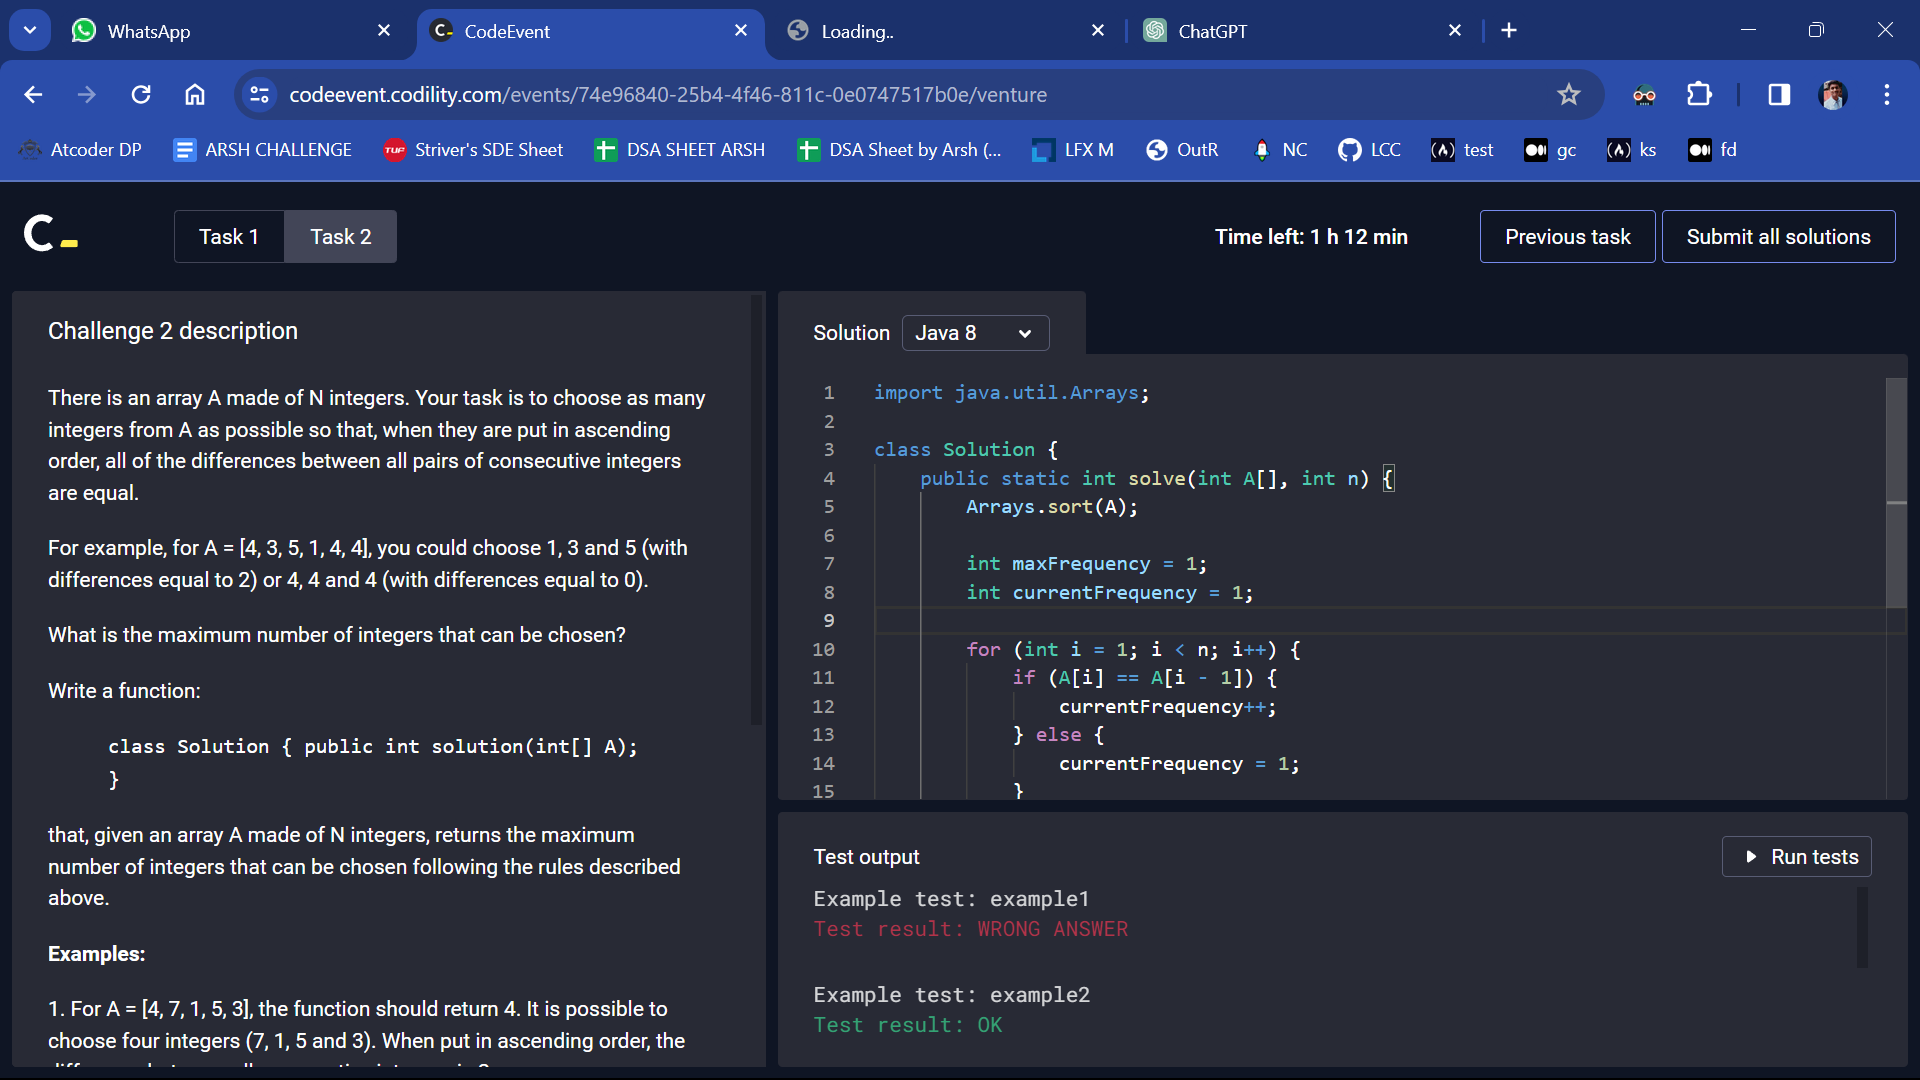 WhatsApp
CodeEvent
Loading..
ChatGPT
codeevent.codility.com/events/74e96840-25b4-4f46-811c-0e0747517b0e/venture
Atcoder DP
ARSH CHALLENGE
TUF Striver's SDE Sheet
DSA SHEET ARSH
DSA Sheet by Arsh (...
LFX M
OutR
NC
LCC
test
gc
ks
fd
C_
Task 1
Task 2
Time left: 1 h 12 min
Previous task
Submit all solutions
Challenge 2 description
There is an array A made of N integers. Your task is to choose as many
integers from A as possible so that, when they are put in ascending
order, all of the differences between all pairs of consecutive integers
are equal.
For example, for A = [4, 3, 5, 1, 4, 4], you could choose 1, 3 and 5 (with
differences equal to 2) or 4, 4 and 4 (with differences equal to 0).
What is the maximum number of integers that can be chosen?
Write a function:
class Solution { public int solution(int[] A);
}
that, given an array A made of N integers, returns the maximum
number of integers that can be chosen following the rules described
above.
Examples:
1. For A = [4, 7, 1, 5, 3], the function should return 4. It is possible to
choose four integers (7, 1, 5 and 3). When put in ascending order, the
Solution
Java 8
1 import java.util.Arrays;
2
3 class Solution {
4 public static int solve(int A[], int n) {
5 Arrays.sort(A);
6
7 int maxFrequency = 1;
8 int currentFrequency = 1;
9
10 for (int i = 1; i < n; i++) {
11 if (A[i] == A[i - 1]) {
12 currentFrequency++;
13 } else {
14 currentFrequency = 1;
15 }
Test output
Run tests
Example test: example1
Test result: WRONG ANSWER
Example test: example2
Test result: OK